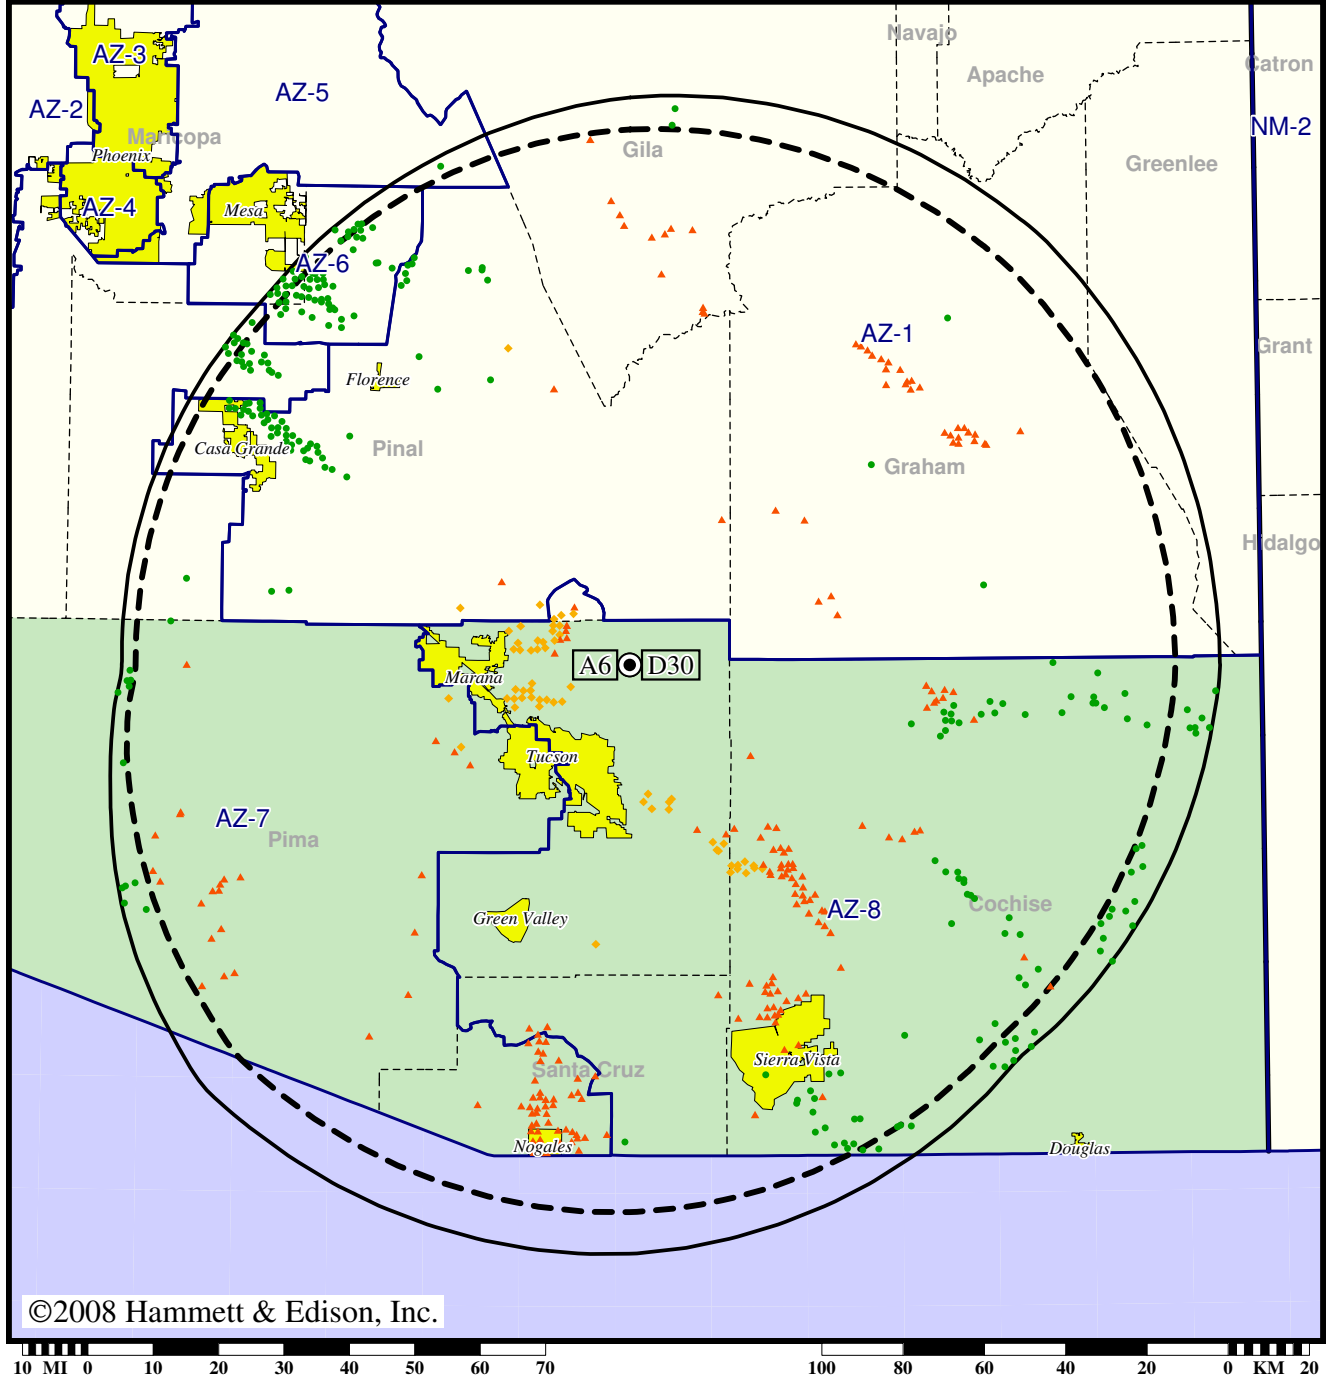 Navajo
AZ-3
Apache
Catron
AZ-5
AZ-2
NM-2
Maricopa
Gila
Phoenix
Greenlee
AZ-4
Mesa
AZ-6
AZ-1
Grant
Florence
Casa Grande
Pinal
Graham
Hidalgo
A6 D30
Marana
Tucson
AZ-7
Pima
AZ-8
Cochise
Green Valley
Sierra Vista
Santa Cruz
Nogales
Douglas
©2008 Hammett & Edison, Inc.
10 MI 0 10 20 30 40 50 60 70 100 80 60 40 20 0 KM 20